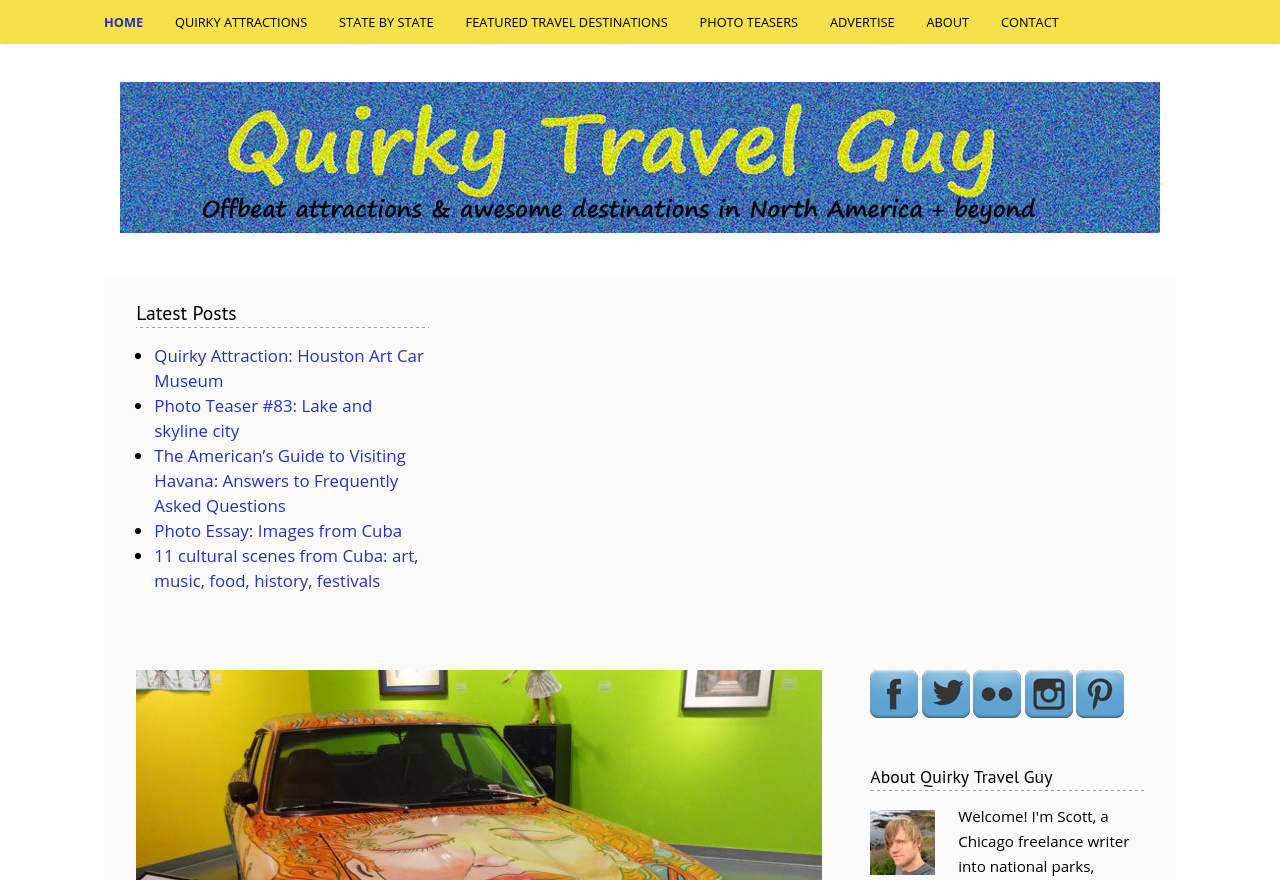 HOME QUIRKY ATTRACTIONS STATE BY STATE FEATURED TRAVEL DESTINATIONS PHOTO TEASERS ADVERTISE ABOUT CONTACT
Quirky Travel Guy
Offbeat attractions & awesome destinations in North America + beyond
Latest Posts
Quirky Attraction: Houston Art Car
Museum
Photo Teaser #83: Lake and
skyline city
The American’s Guide to Visiting
Havana: Answers to Frequently
Asked Questions
Photo Essay: Images from Cuba
11 cultural scenes from Cuba: art,
music, food, history, festivals
About Quirky Travel Guy
Welcome! I'm Scott, a
Chicago freelance writer
into national parks,